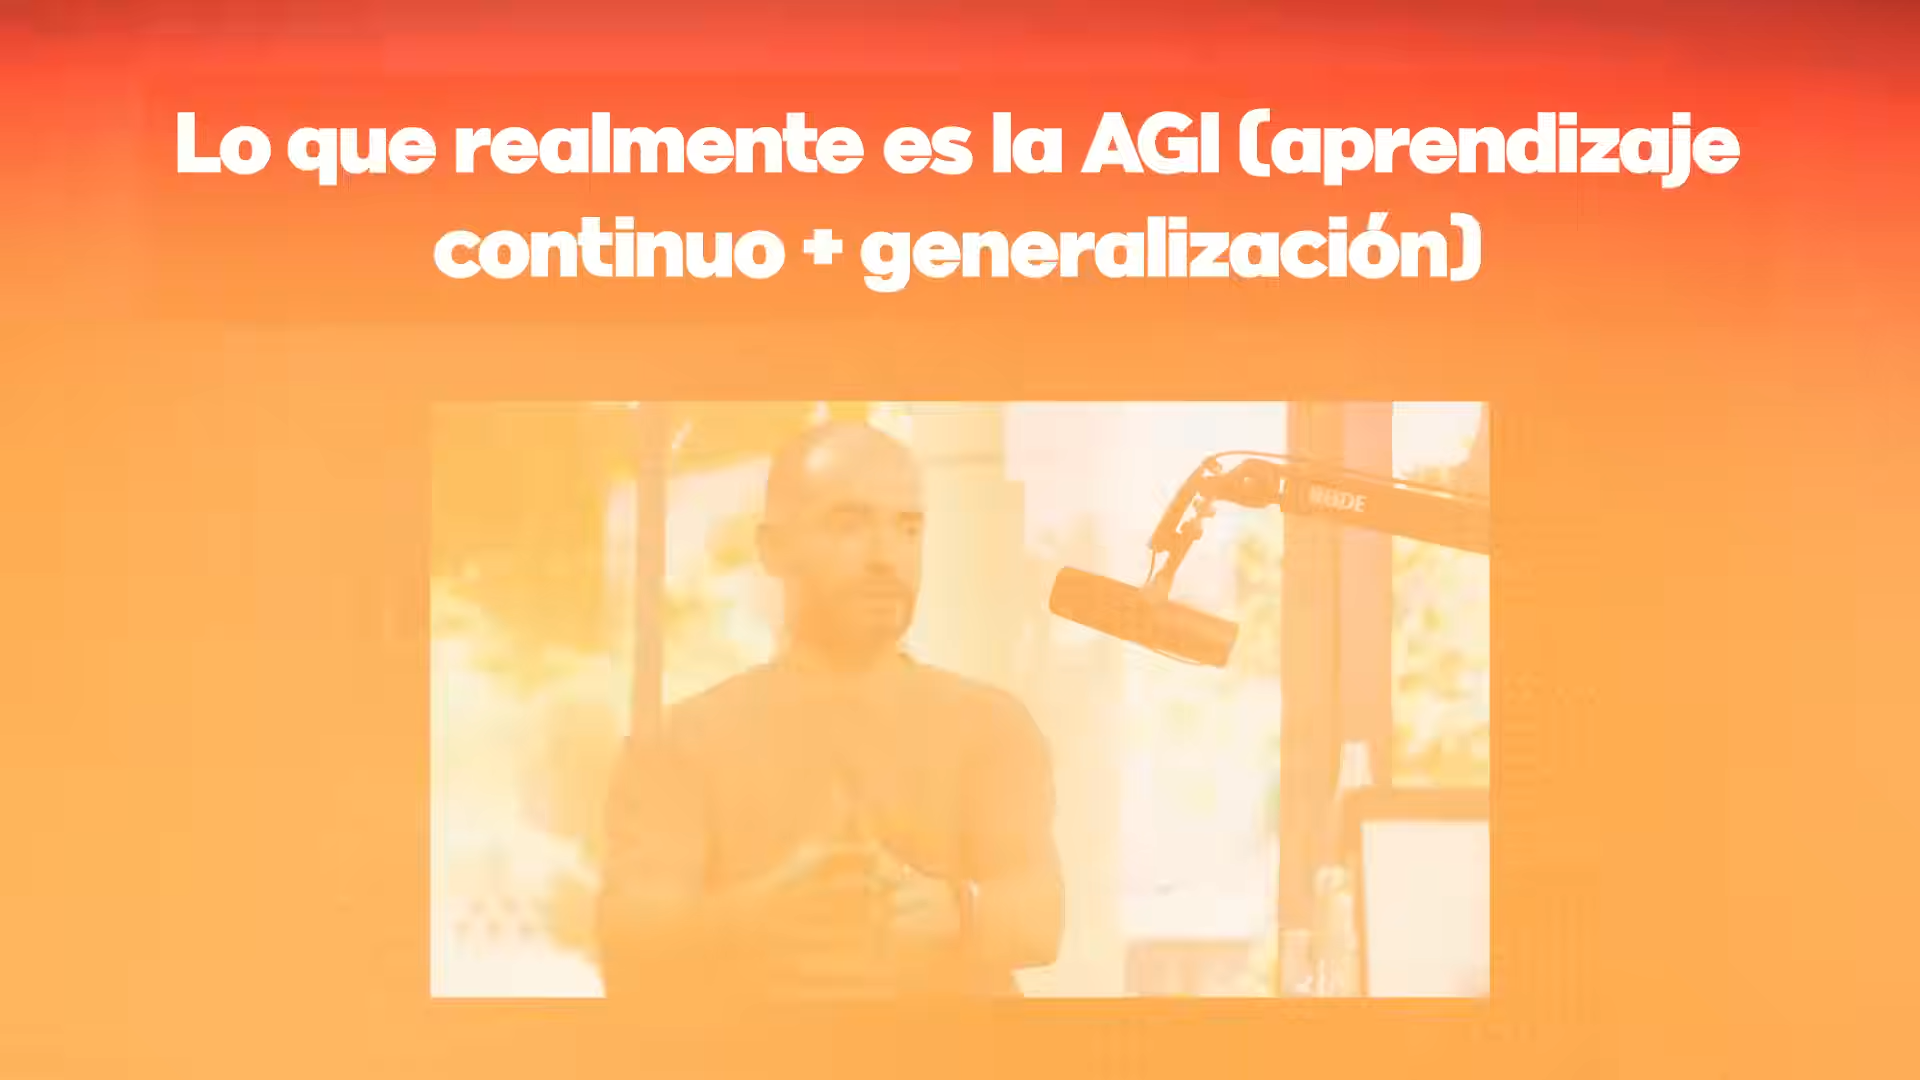 Lo que realmente es la AGI (aprendizaje
continuo + generalización)
RØDE